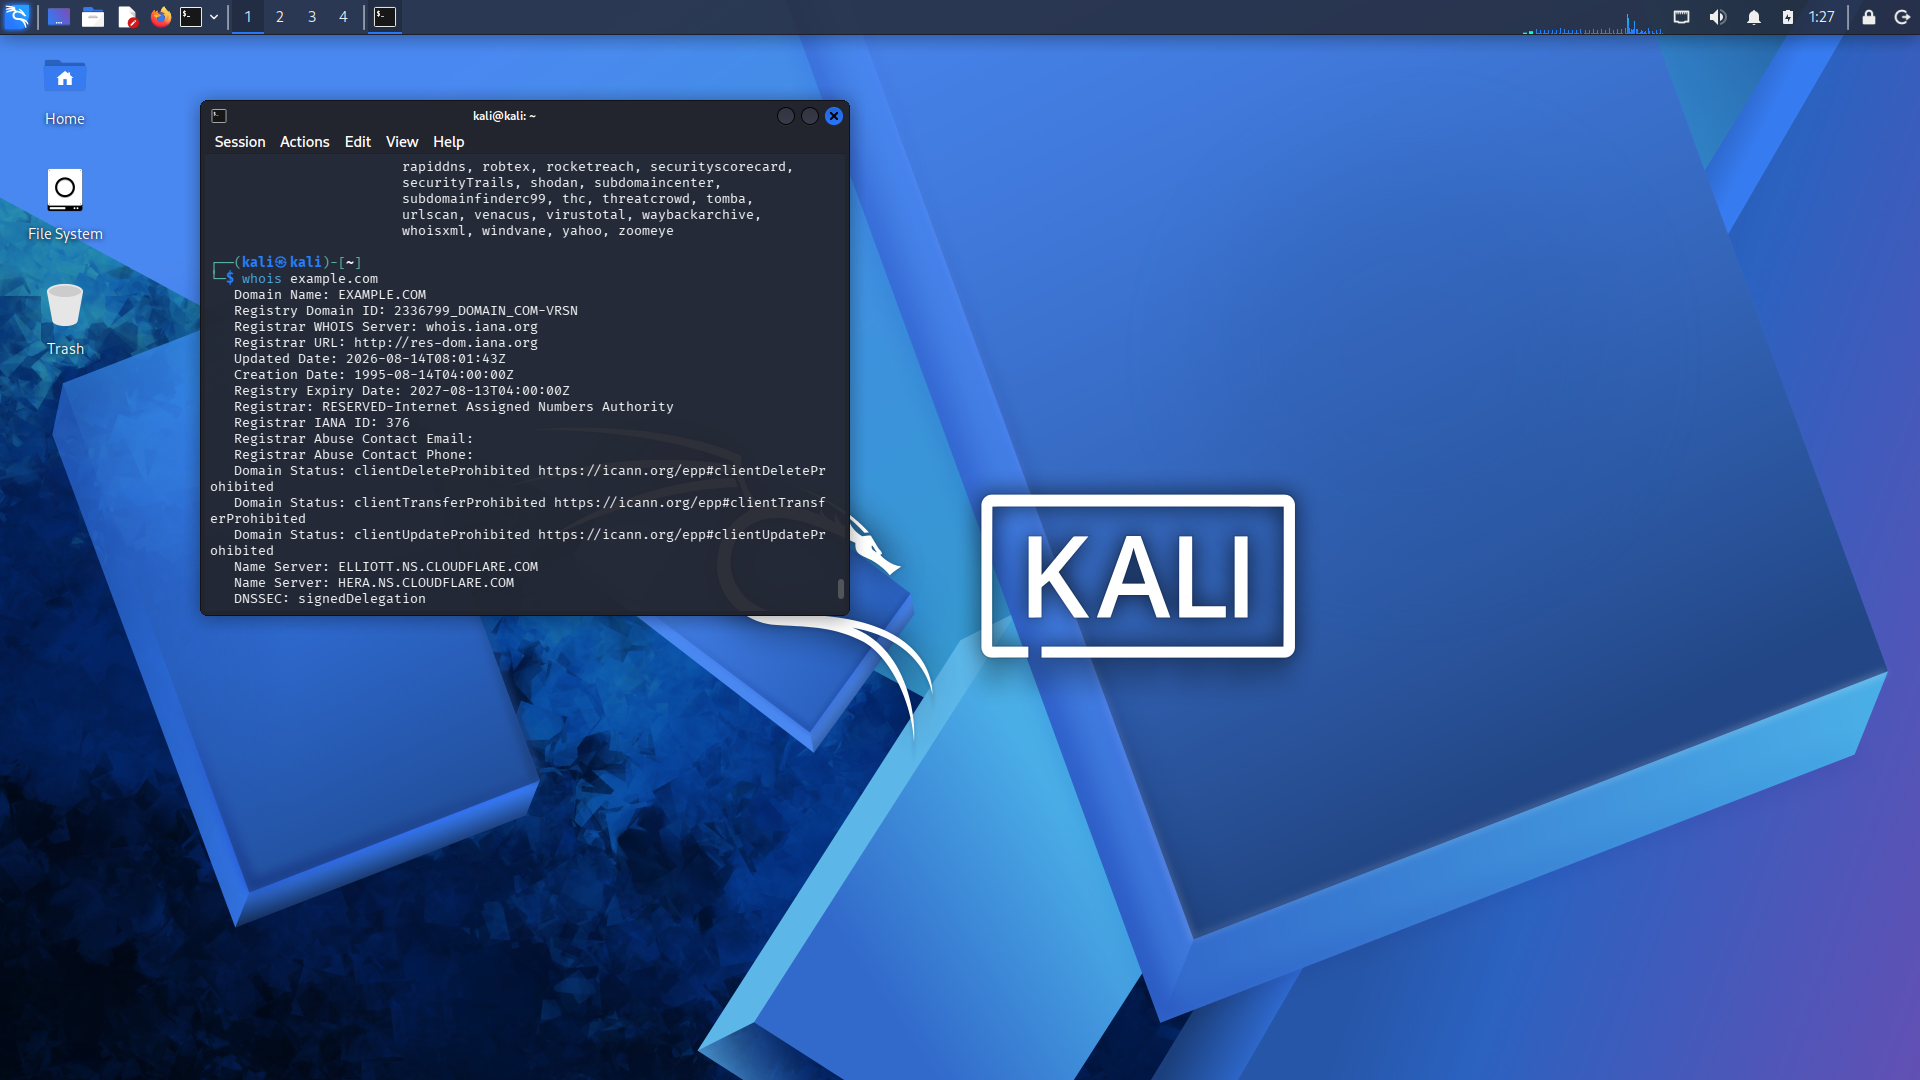 1 2 3 4
1:27
Home
File System
Trash
kali@kali: ~
Session Actions Edit View Help
rapiddns, robtex, rocketreach, securityscorecard,
securityTrails, shodan, subdomaincenter,
subdomainfinderc99, thc, threatcrowd, tomba,
urlscan, venacus, virustotal, waybackarchive,
whoisxml, windvane, yahoo, zoomeye
┌──(kali㉿kali)-[~]
└─$ whois example.com
Domain Name: EXAMPLE.COM
Registry Domain ID: 2336799_DOMAIN_COM-VRSN
Registrar WHOIS Server: whois.iana.org
Registrar URL: http://res-dom.iana.org
Updated Date: 2026-08-14T08:01:43Z
Creation Date: 1995-08-14T04:00:00Z
Registry Expiry Date: 2027-08-13T04:00:00Z
Registrar: RESERVED-Internet Assigned Numbers Authority
Registrar IANA ID: 376
Registrar Abuse Contact Email:
Registrar Abuse Contact Phone:
Domain Status: clientDeleteProhibited https://icann.org/epp#clientDeletePr
ohibited
Domain Status: clientTransferProhibited https://icann.org/epp#clientTransf
erProhibited
Domain Status: clientUpdateProhibited https://icann.org/epp#clientUpdatePr
ohibited
Name Server: ELLIOTT.NS.CLOUDFLARE.COM
Name Server: HERA.NS.CLOUDFLARE.COM
DNSSEC: signedDelegation
KALI